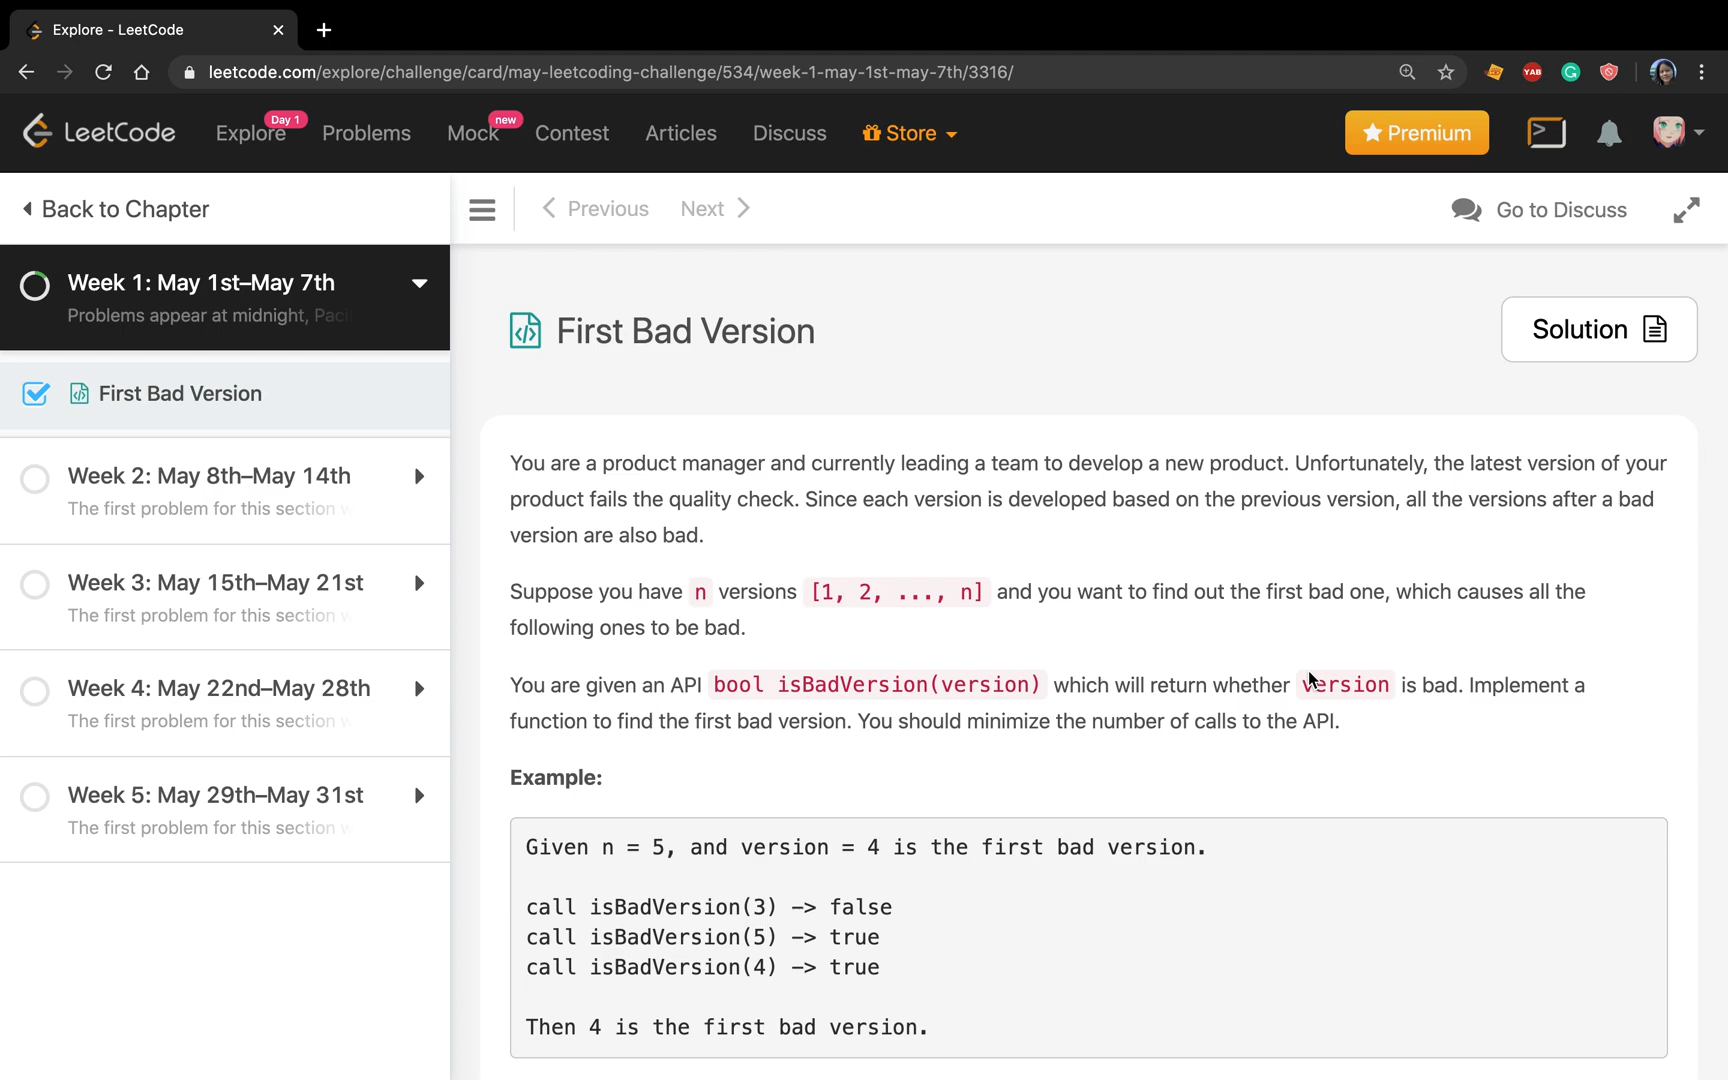 Explore - LeetCode
leetcode.com/explore/challenge/card/may-leetcoding-challenge/534/week-1-may-1st-may-7th/3316/
YAB
LeetCode
Explore
Day 1
Problems
Mock
new
Contest
Articles
Discuss
Store
Premium
Back to Chapter
Previous
Next
Go to Discuss
Week 1: May 1st–May 7th
Problems appear at midnight, Paci
First Bad Version
Week 2: May 8th–May 14th
The first problem for this section w
Week 3: May 15th–May 21st
The first problem for this section w
Week 4: May 22nd–May 28th
The first problem for this section w
Week 5: May 29th–May 31st
The first problem for this section w
First Bad Version
Solution
You are a product manager and currently leading a team to develop a new product. Unfortunately, the latest version of your
product fails the quality check. Since each version is developed based on the previous version, all the versions after a bad
version are also bad.
Suppose you have n versions [1, 2, ..., n] and you want to find out the first bad one, which causes all the
following ones to be bad.
You are given an API bool isBadVersion(version) which will return whether version is bad. Implement a
function to find the first bad version. You should minimize the number of calls to the API.
Example:
Given n = 5, and version = 4 is the first bad version.
call isBadVersion(3) -> false
call isBadVersion(5) -> true
call isBadVersion(4) -> true
Then 4 is the first bad version.